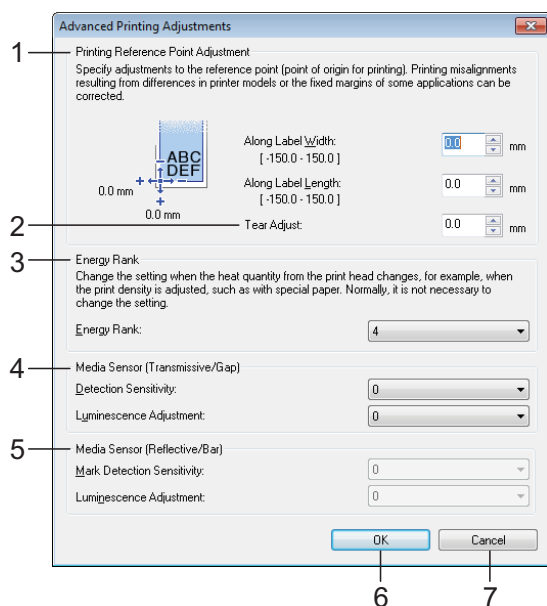 Advanced Printing Adjustments
1
Printing Reference Point Adjustment
Specify adjustments to the reference point (point of origin for printing). Printing misalignments
resulting from differences in printer models or the fixed margins of some applications can be
corrected.
ABC
DEF
0.0 mm
0.0 mm
Along Label Width:
[ -150.0 - 150.0 ]
0.0
mm
Along Label Length:
[ -150.0 - 150.0 ]
0.0
mm
2
Tear Adjust:
0.0
mm
3
Energy Rank
Change the setting when the heat quantity from the print head changes, for example, when
the print density is adjusted, such as with special paper. Normally, it is not necessary to
change the setting.
Energy Rank:
4
4
Media Sensor (Transmissive/Gap)
Detection Sensitivity:
0
Luminescence Adjustment:
0
5
Media Sensor (Reflective/Bar)
Mark Detection Sensitivity:
0
Luminescence Adjustment:
0
OK
Cancel
6
7